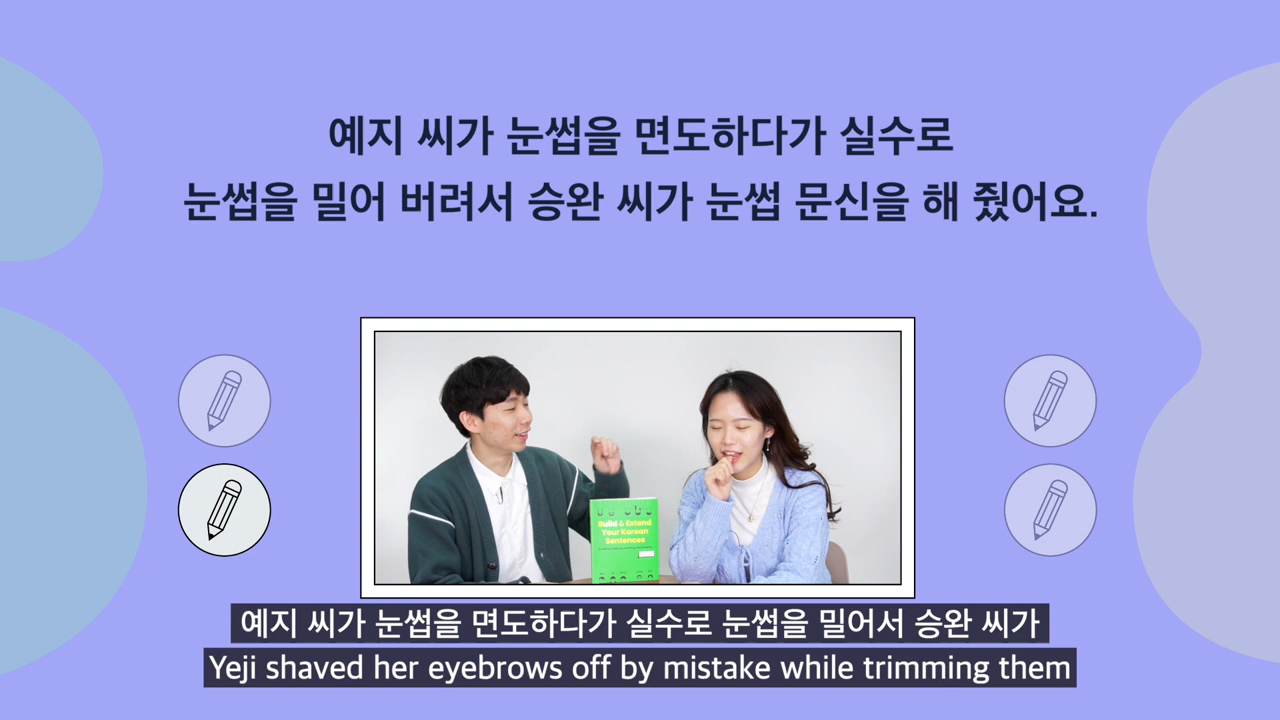 예지 씨가 눈썹을 면도하다가 실수로
눈썹을 밀어 버려서 승완 씨가 눈썹 문신을 해 줬어요.
Build & Extend
Your Korean
Sentences
예지 씨가 눈썹을 면도하다가 실수로 눈썹을 밀어서 승완 씨가
Yeji shaved her eyebrows off by mistake while trimming them